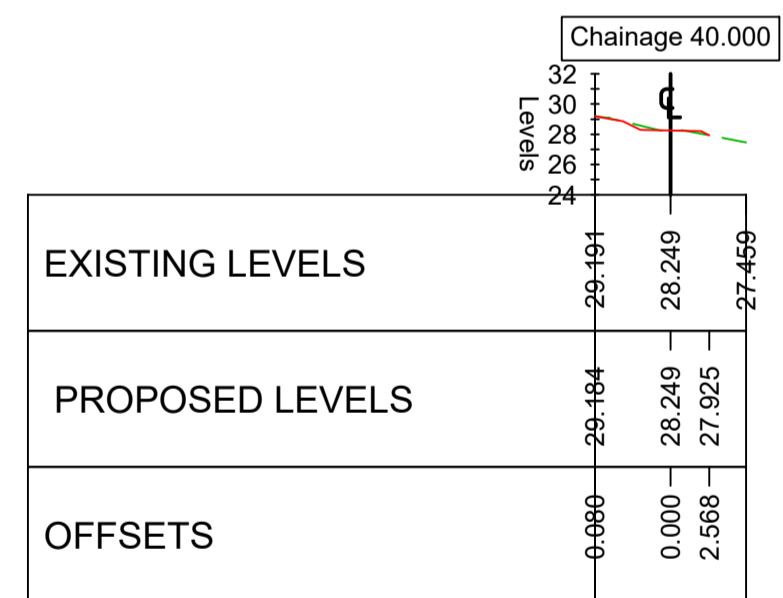 Chainage 40.000
32
30
28
26
24
Levels
℄
EXISTING LEVELS 29.191 28.249 27.459
PROPOSED LEVELS 29.184 28.249 27.925
OFFSETS 0.080 0.000 2.568